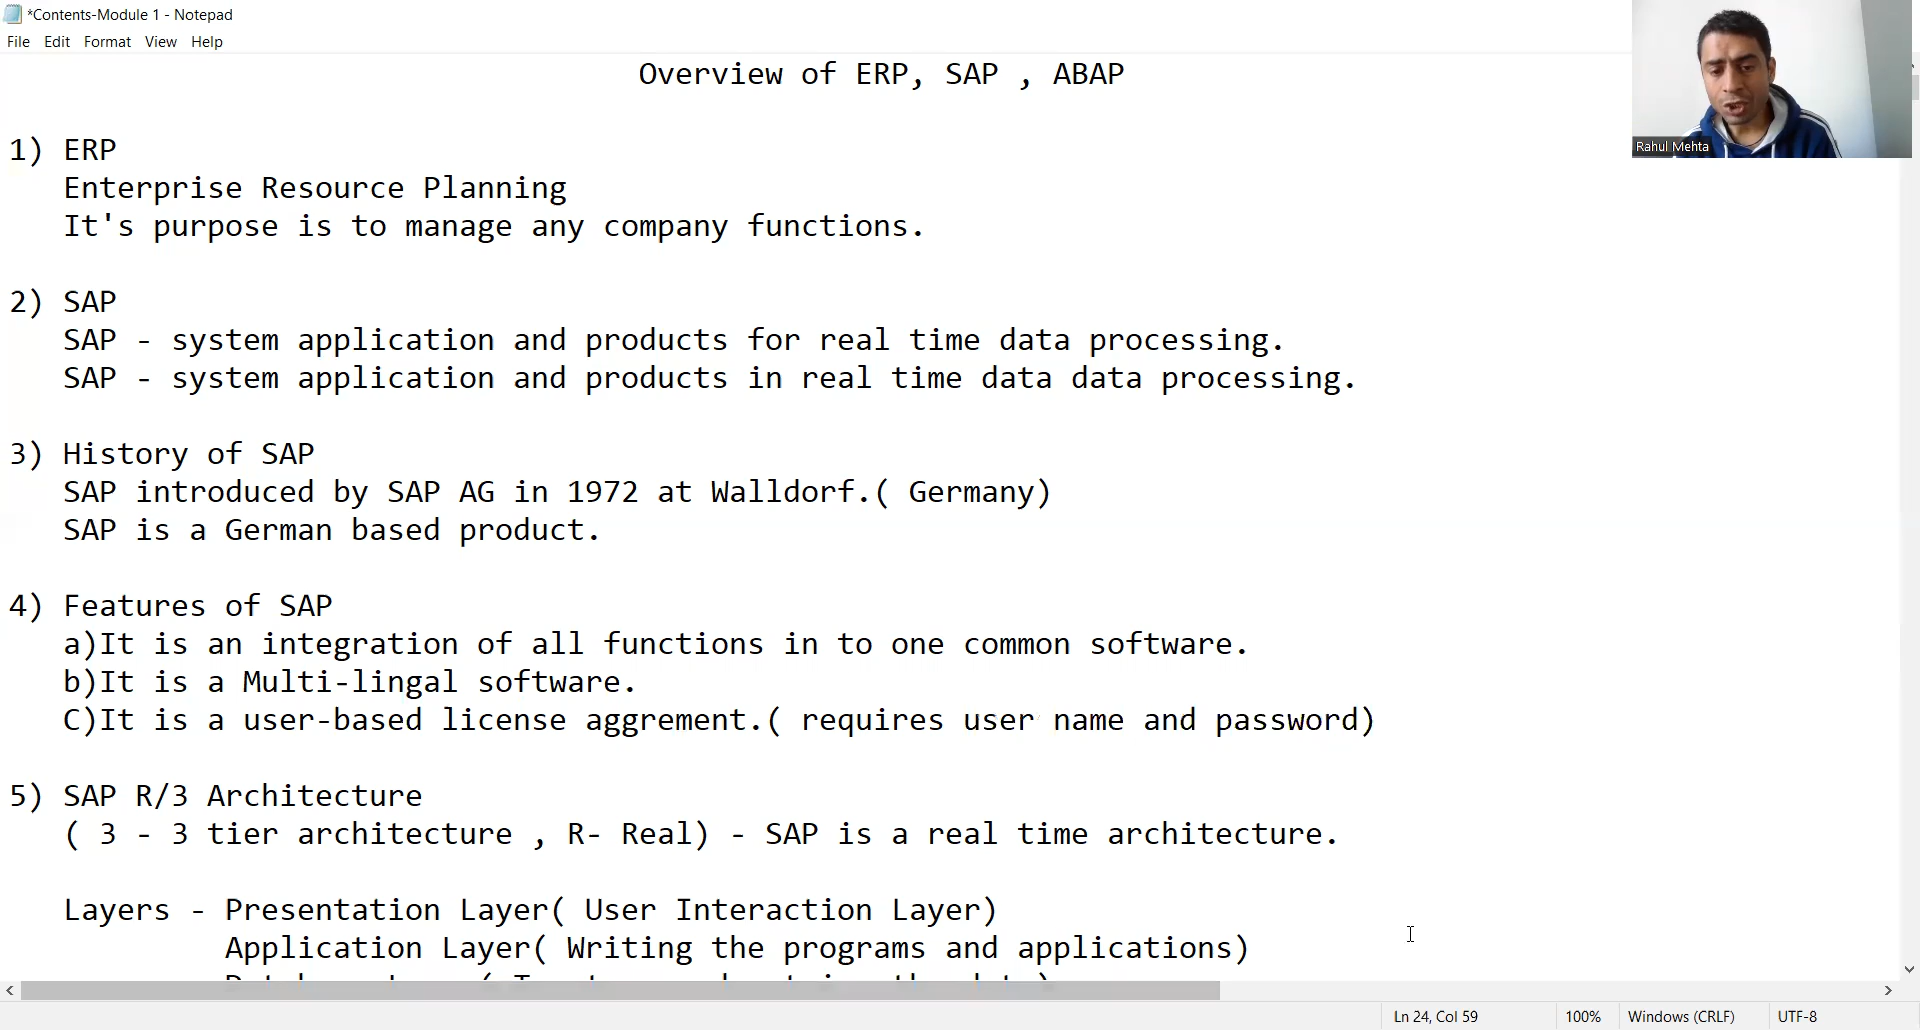 *Contents-Module 1 - Notepad
File Edit Format View Help
Overview of ERP, SAP , ABAP
1) ERP
Enterprise Resource Planning
It's purpose is to manage any company functions.
2) SAP
SAP - system application and products for real time data processing.
SAP - system application and products in real time data data processing.
3) History of SAP
SAP introduced by SAP AG in 1972 at Walldorf.( Germany)
SAP is a German based product.
4) Features of SAP
a)It is an integration of all functions in to one common software.
b)It is a Multi-lingal software.
C)It is a user-based license aggrement.( requires user name and password)
5) SAP R/3 Architecture
( 3 - 3 tier architecture , R- Real) - SAP is a real time architecture.
Layers - Presentation Layer( User Interaction Layer)
Application Layer( Writing the programs and applications)
Rahul Mehta
Ln 24, Col 59 100% Windows (CRLF) UTF-8